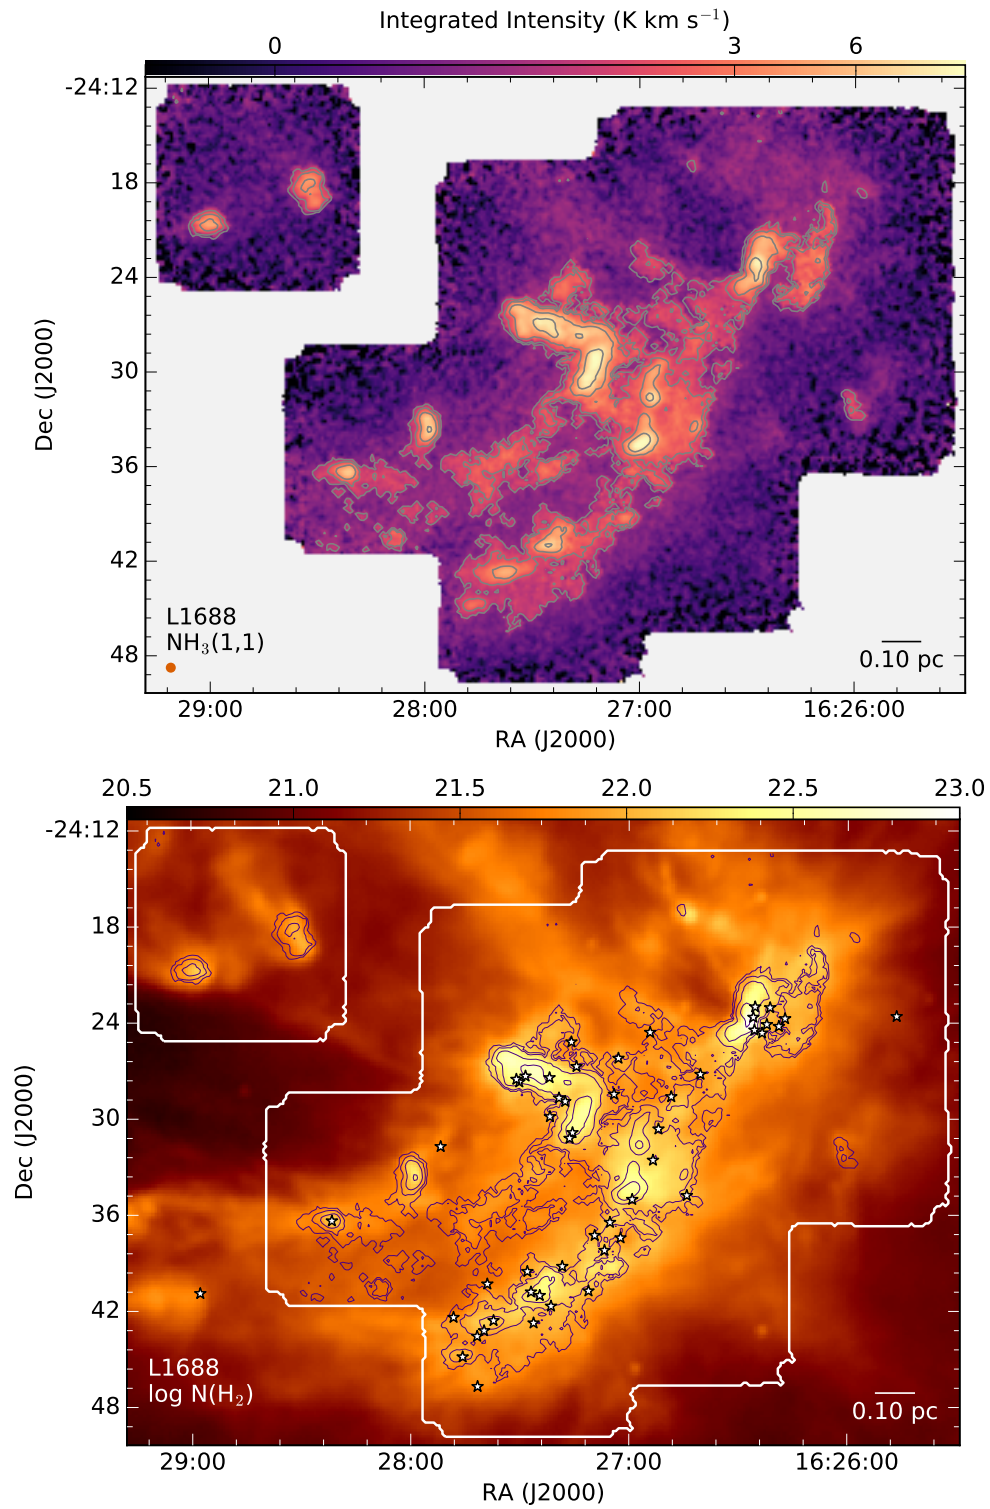 Integrated Intensity (K km s⁻¹)
0 3 6
-24:12
18
24
30
36
42
48
Dec (J2000)
L1688
NH₃(1,1)
0.10 pc
29:00 28:00 27:00 16:26:00
RA (J2000)
20.5 21.0 21.5 22.0 22.5 23.0
-24:12
18
24
30
36
42
48
Dec (J2000)
L1688
log N(H₂)
0.10 pc
29:00 28:00 27:00 16:26:00
RA (J2000)